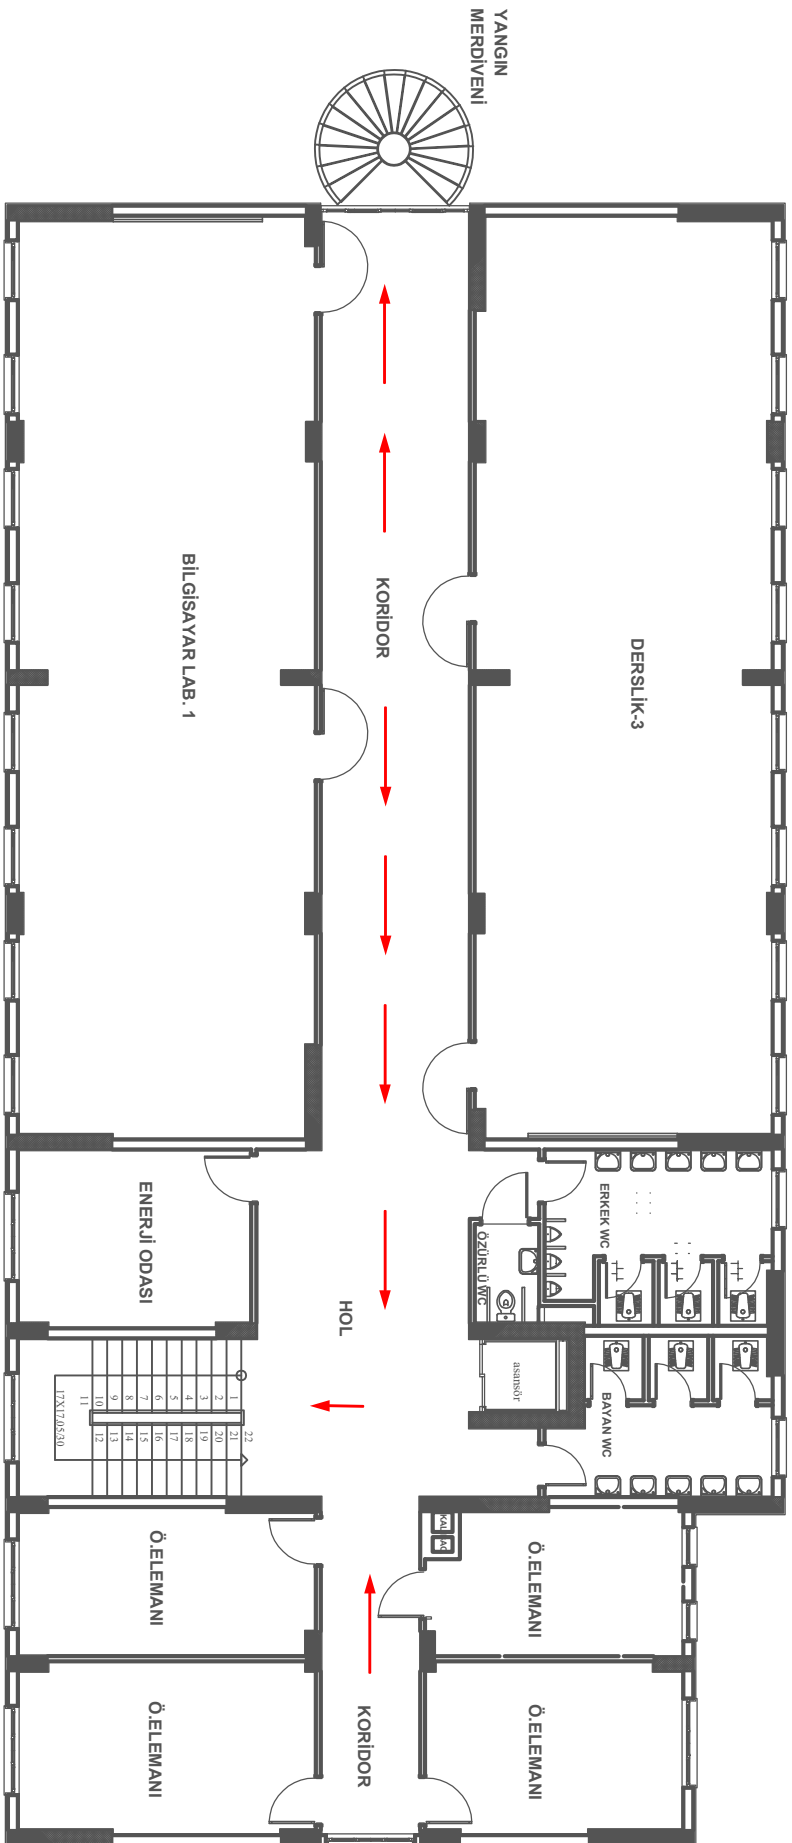 YANGIN
MERDİVENİ
KORİDOR
BİLGİSAYAR LAB. 1
DERSLİK-3
ENERJİ ODASI
ERKEK WC
ÖZÜRLÜ WC
HOL
asansör
BAYAN WC
1
2
3
4
5
6
7
8
9
10
11
12
13
14
15
16
17
18
19
20
21
22
17X17.05/30
Ö.ELEMANI
Ö.ELEMANI
Ö.ELEMANI
Ö.ELEMANI
KORİDOR